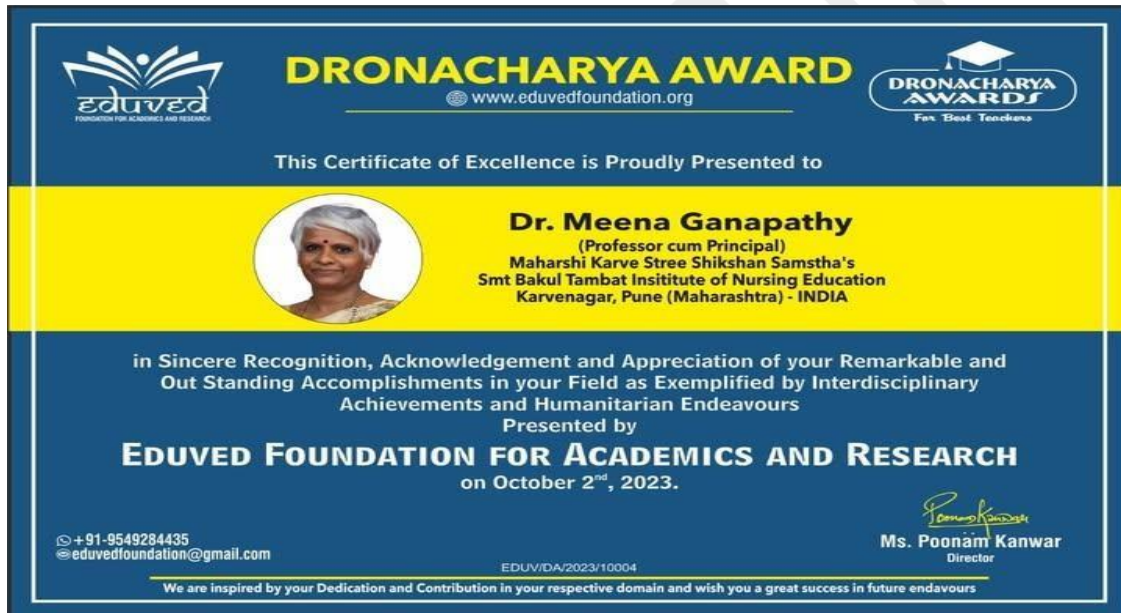 eduved
FOUNDATION FOR ACADEMICS AND RESEARCH
DRONACHARYA AWARD
www.eduvedfoundation.org
DRONACHARYA
AWARDS
For Best Teachers
This Certificate of Excellence is Proudly Presented to
Dr. Meena Ganapathy
(Professor cum Principal)
Maharshi Karve Stree Shikshan Samstha's
Smt Bakul Tambat Insititute of Nursing Education
Karvenagar, Pune (Maharashtra) - INDIA
in Sincere Recognition, Acknowledgement and Appreciation of your Remarkable and
Out Standing Accomplishments in your Field as Exemplified by Interdisciplinary
Achievements and Humanitarian Endeavours
Presented by
EDUVED FOUNDATION FOR ACADEMICS AND RESEARCH
on October 2nd, 2023.
Poonam Kanwar
Ms. Poonam Kanwar
Director
+91-9549284435
eduvedfoundation@gmail.com
EDUV/DA/2023/10004
We are inspired by your Dedication and Contribution in your respective domain and wish you a great success in future endavours